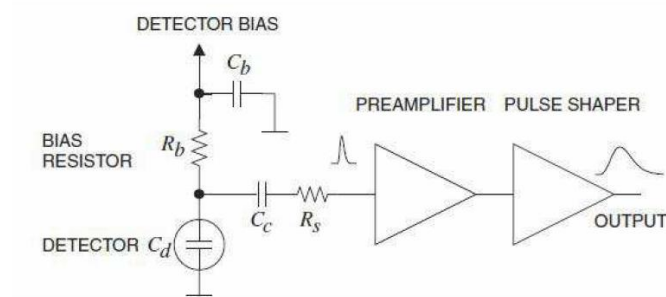 DETECTOR BIAS
C_b
PREAMPLIFIER PULSE SHAPER
BIAS
RESISTOR
R_b
C_c R_s
OUTPUT
DETECTOR C_d